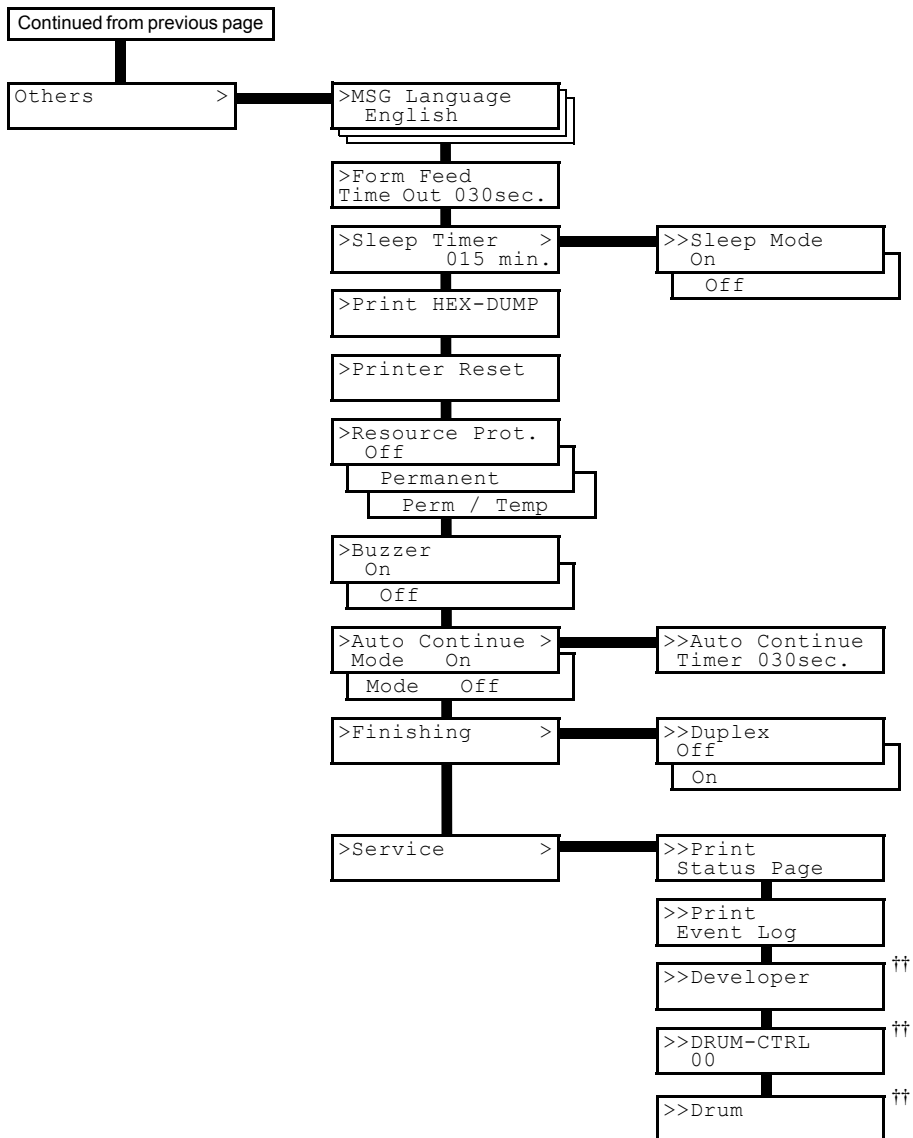 Continued from previous page
Others >
>MSG Language
English
>Form Feed
Time Out 030sec.
>Sleep Timer >
015 min.
>>Sleep Mode
On
Off
>Print HEX-DUMP
>Printer Reset
>Resource Prot.
Off
Permanent
Perm / Temp
>Buzzer
On
Off
>Auto Continue >
Mode On
Mode Off
>>Auto Continue
Timer 030sec.
>Finishing >
>>Duplex
Off
On
>Service >
>>Print
Status Page
>>Print
Event Log
>>Developer
††
>>DRUM-CTRL
00
††
>>Drum
††